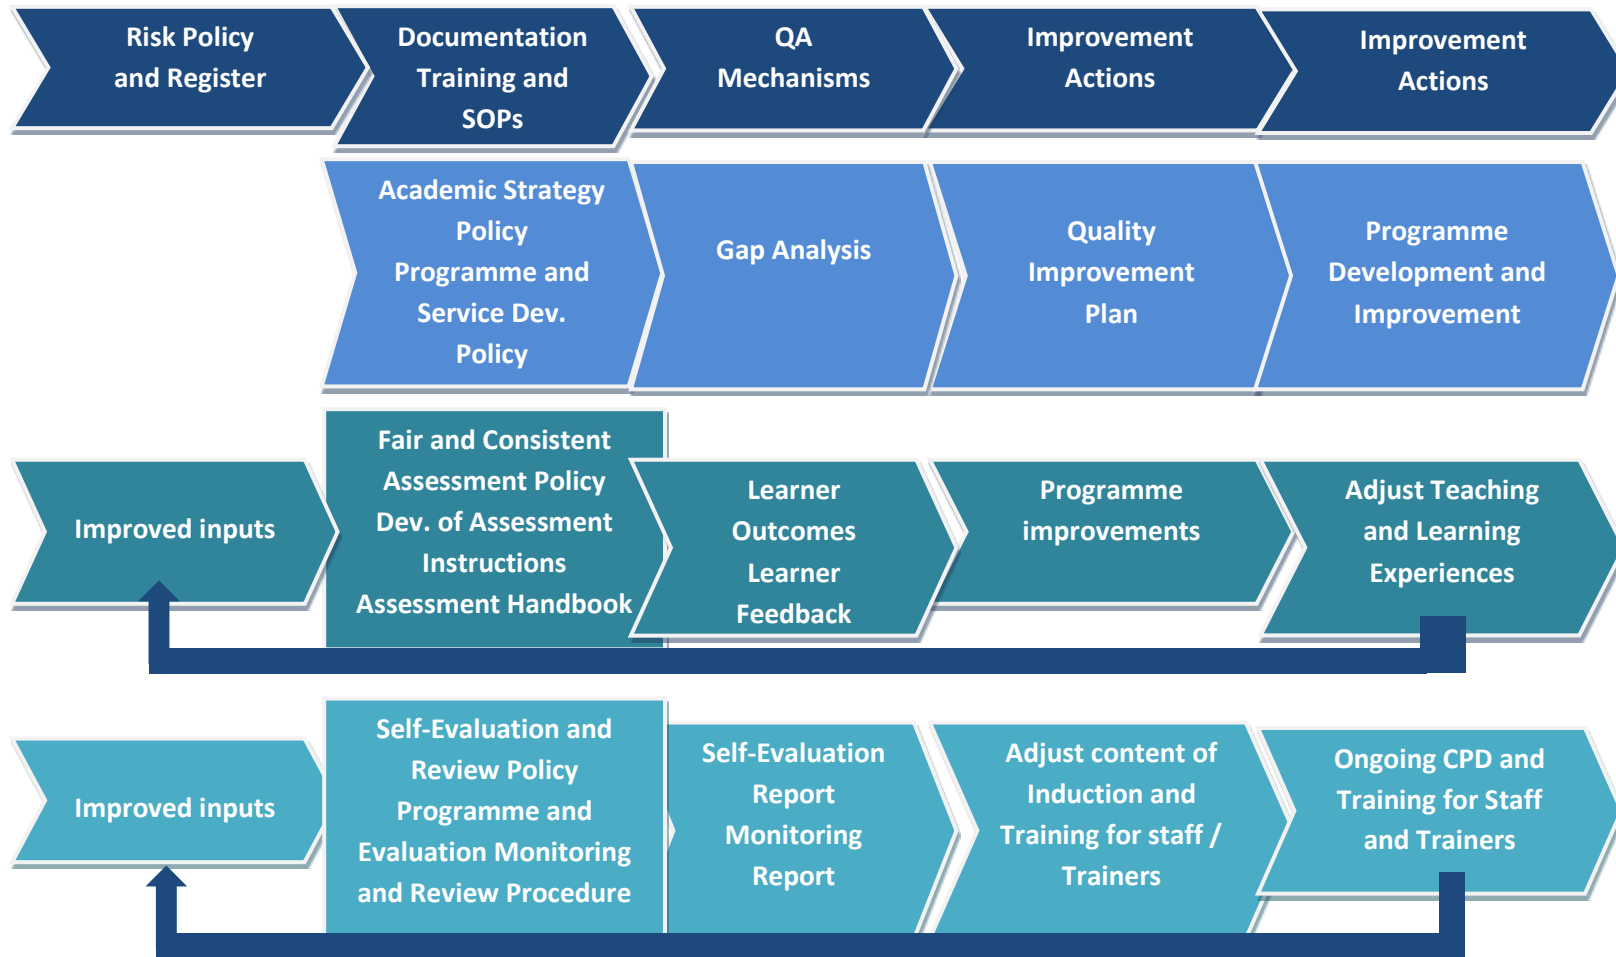 Risk Policy
and Register
Documentation
Training and
SOPs
QA
Mechanisms
Improvement
Actions
Improvement
Actions
Academic Strategy
Policy
Programme and
Service Dev.
Policy
Gap Analysis
Quality
Improvement
Plan
Programme
Development and
Improvement
Improved inputs
Fair and Consistent
Assessment Policy
Dev. of Assessment
Instructions
Assessment Handbook
Learner
Outcomes
Learner
Feedback
Programme
improvements
Adjust Teaching
and Learning
Experiences
Improved inputs
Self-Evaluation and
Review Policy
Programme and
Evaluation Monitoring
and Review Procedure
Self-Evaluation
Report
Monitoring
Report
Adjust content of
Induction and
Training for staff /
Trainers
Ongoing CPD and
Training for Staff
and Trainers